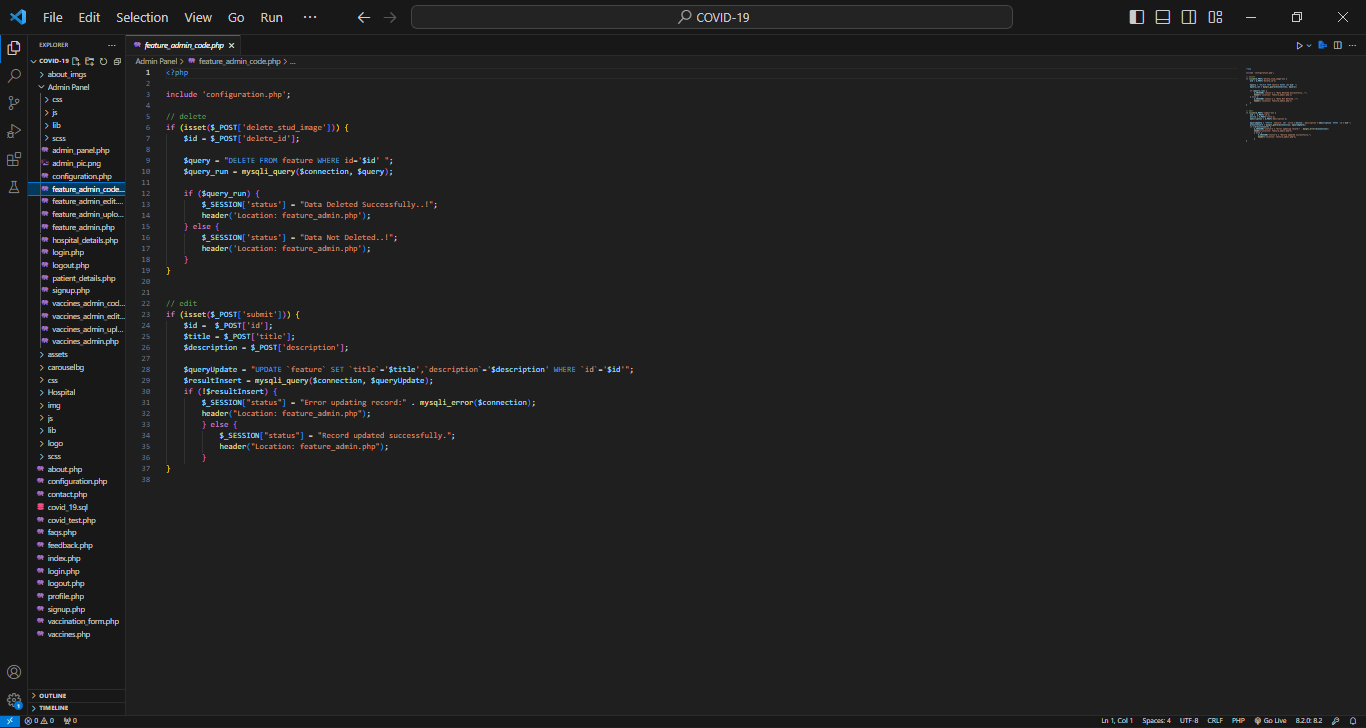 File Edit Selection View Go Run ··· COVID-19
EXPLORER ···
COVID-19
about_imgs
Admin Panel
css
js
lib
scss
admin_panel.php
admin_pic.png
configuration.php
feature_admin_code...
feature_admin_edit....
feature_admin_uplo...
feature_admin.php
hospital_details.php
login.php
logout.php
patient_details.php
signup.php
vaccines_admin_cod...
vaccines_admin_edit...
vaccines_admin_upl...
vaccines_admin.php
assets
carouselbg
css
Hospital
img
js
lib
logo
scss
about.php
configuration.php
contact.php
covid_19.sql
covid_test.php
faqs.php
feedback.php
index.php
login.php
logout.php
profile.php
signup.php
vaccination_form.php
vaccines.php
OUTLINE
TIMELINE
feature_admin_code.php
Admin Panel > feature_admin_code.php > ...
1 <?php
2
3 include 'configuration.php';
4
5 // delete
6 if (isset($_POST['delete_stud_image'])) {
7 $id = $_POST['delete_id'];
8
9 $query = "DELETE FROM feature WHERE id='$id' ";
10 $query_run = mysqli_query($connection, $query);
11
12 if ($query_run) {
13 $_SESSION['status'] = "Data Deleted Successfully..!";
14 header('Location: feature_admin.php');
15 } else {
16 $_SESSION['status'] = "Data Not Deleted..!";
17 header('Location: feature_admin.php');
18 }
19 }
20
21
22 // edit
23 if (isset($_POST['submit'])) {
24 $id = $_POST['id'];
25 $title = $_POST['title'];
26 $description = $_POST['description'];
27
28 $queryUpdate = "UPDATE `feature` SET `title`='$title',`description`='$description' WHERE `id`='$id'";
29 $resultInsert = mysqli_query($connection, $queryUpdate);
30 if (!$resultInsert) {
31 $_SESSION["status"] = "Error updating record:" . mysqli_error($connection);
32 header("Location: feature_admin.php");
33 } else {
34 $_SESSION["status"] = "Record updated successfully.";
35 header("Location: feature_admin.php");
36 }
37 }
38
0 0 0 Ln 1, Col 1 Spaces: 4 UTF-8 CRLF PHP Go Live 8.2.0: 8.2